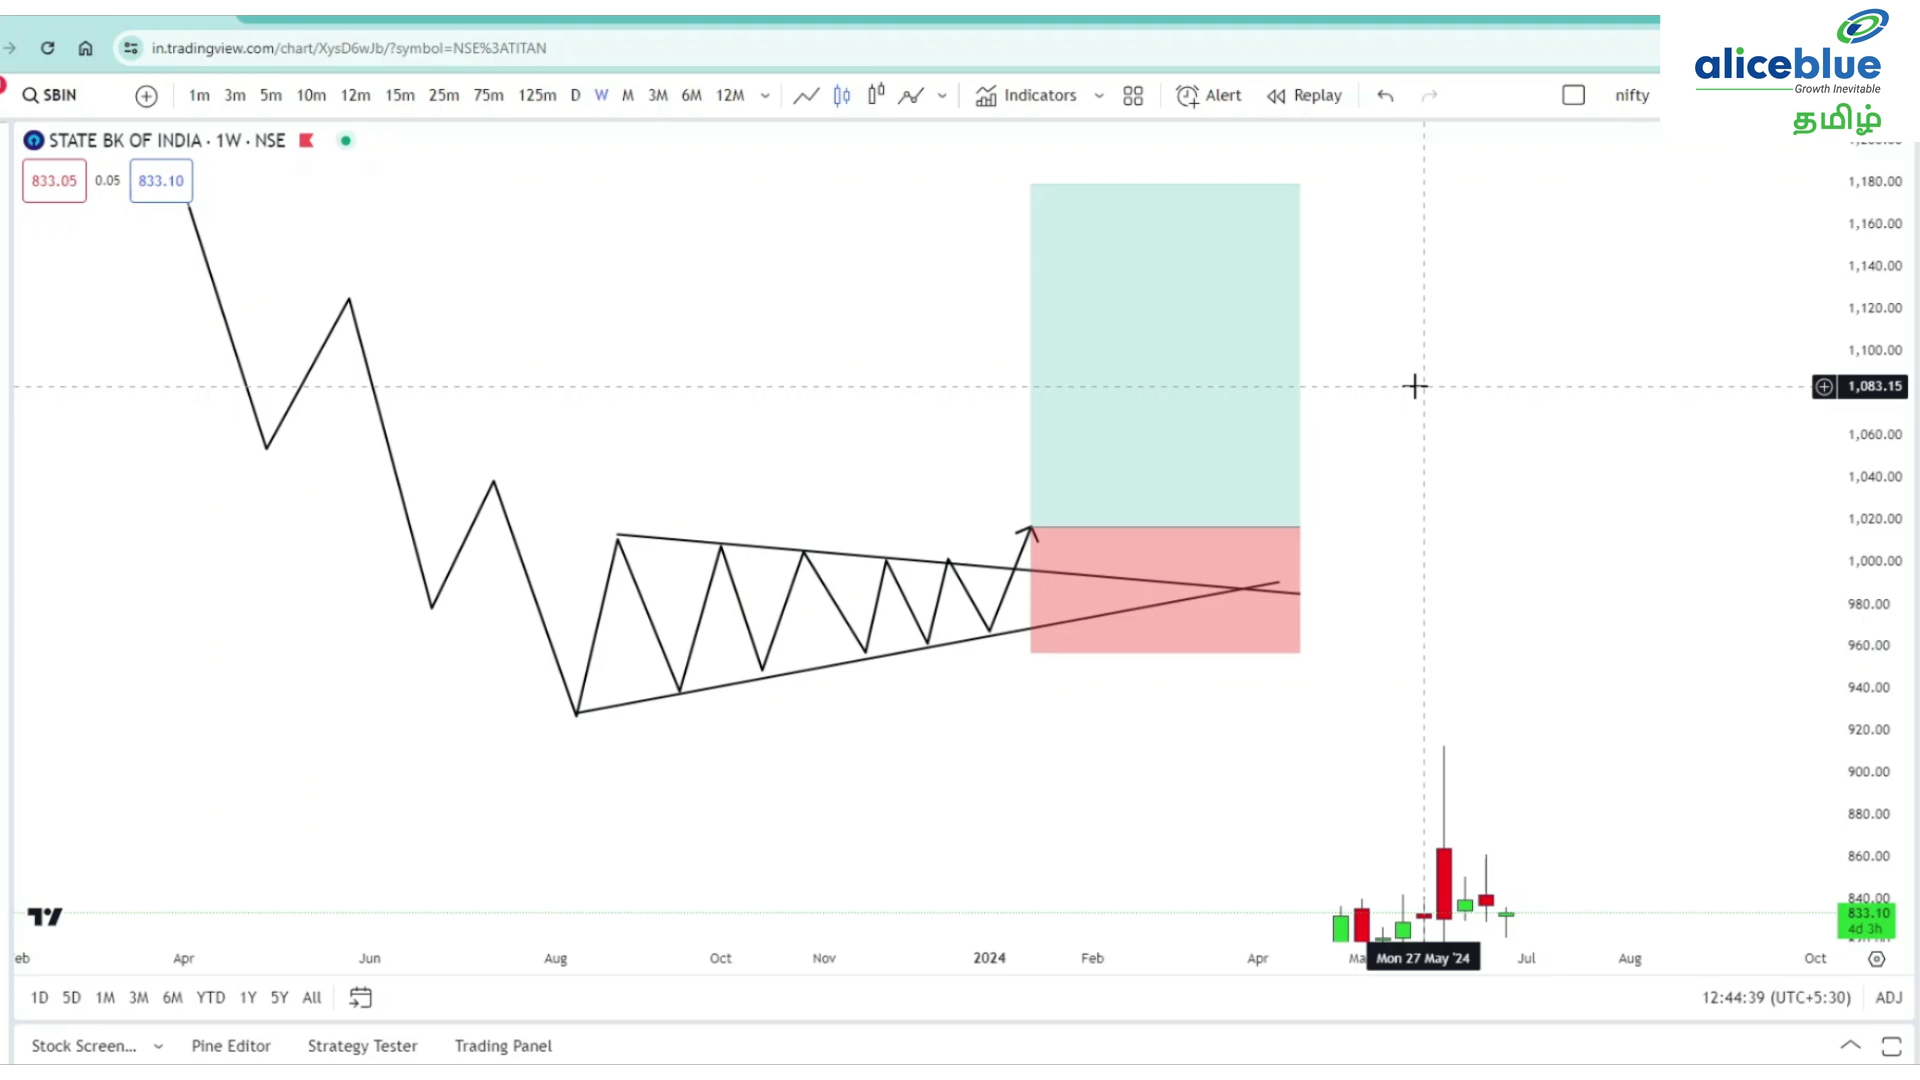 in.tradingview.com/chart/XysD6wJb/?symbol=NSE%3ATITAN
aliceblue
Growth Inevitable
தமிழ்
SBIN 1m 3m 5m 10m 12m 15m 25m 75m 125m D W M 3M 6M 12M Indicators Alert Replay nifty
STATE BK OF INDIA · 1W · NSE
833.05 0.05 833.10
1,180.00
1,160.00
1,140.00
1,120.00
1,100.00
1,083.15
1,060.00
1,040.00
1,020.00
1,000.00
980.00
960.00
940.00
920.00
900.00
880.00
860.00
840.00
833.10
4d 3h
eb Apr Jun Aug Oct Nov 2024 Feb Apr Ma Mon 27 May '24 Jul Aug Oct
1D 5D 1M 3M 6M YTD 1Y 5Y All 12:44:39 (UTC+5:30) ADJ
Stock Screen... Pine Editor Strategy Tester Trading Panel